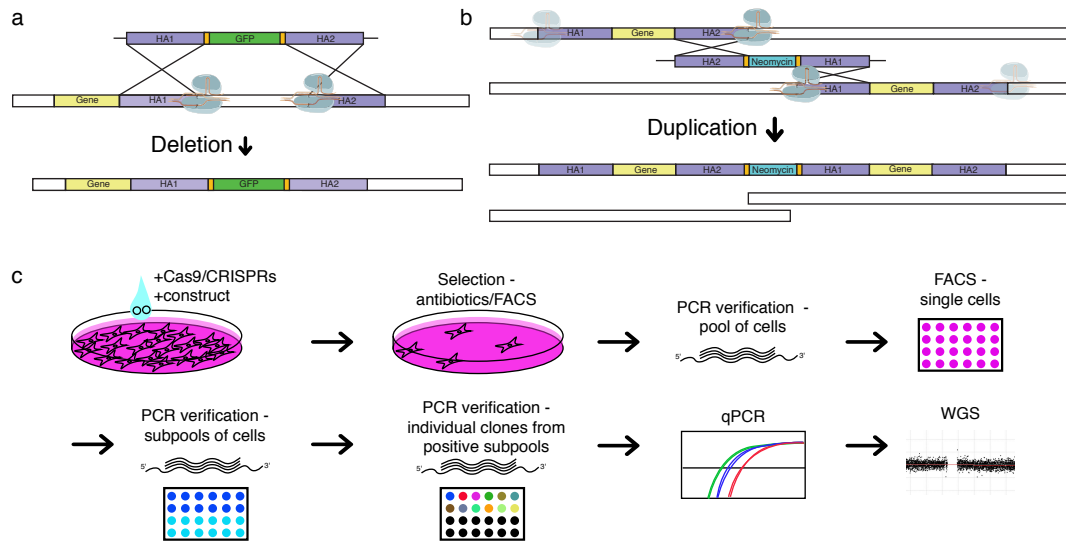 a
HA1 GFP HA2
Gene HA1 HA2
Deletion
Gene HA1 GFP HA2
b
HA1 Gene HA2
HA2 Neomycin HA1
HA1 Gene HA2
Duplication
HA1 Gene HA2 Neomycin HA1 Gene HA2
c
+Cas9/CRISPRs
+construct
Selection -
antibiotics/FACS
PCR verification -
pool of cells
5' 3'
FACS -
single cells
PCR verification -
subpools of cells
5' 3'
PCR verification -
individual clones from
positive subpools
5' 3'
qPCR
WGS